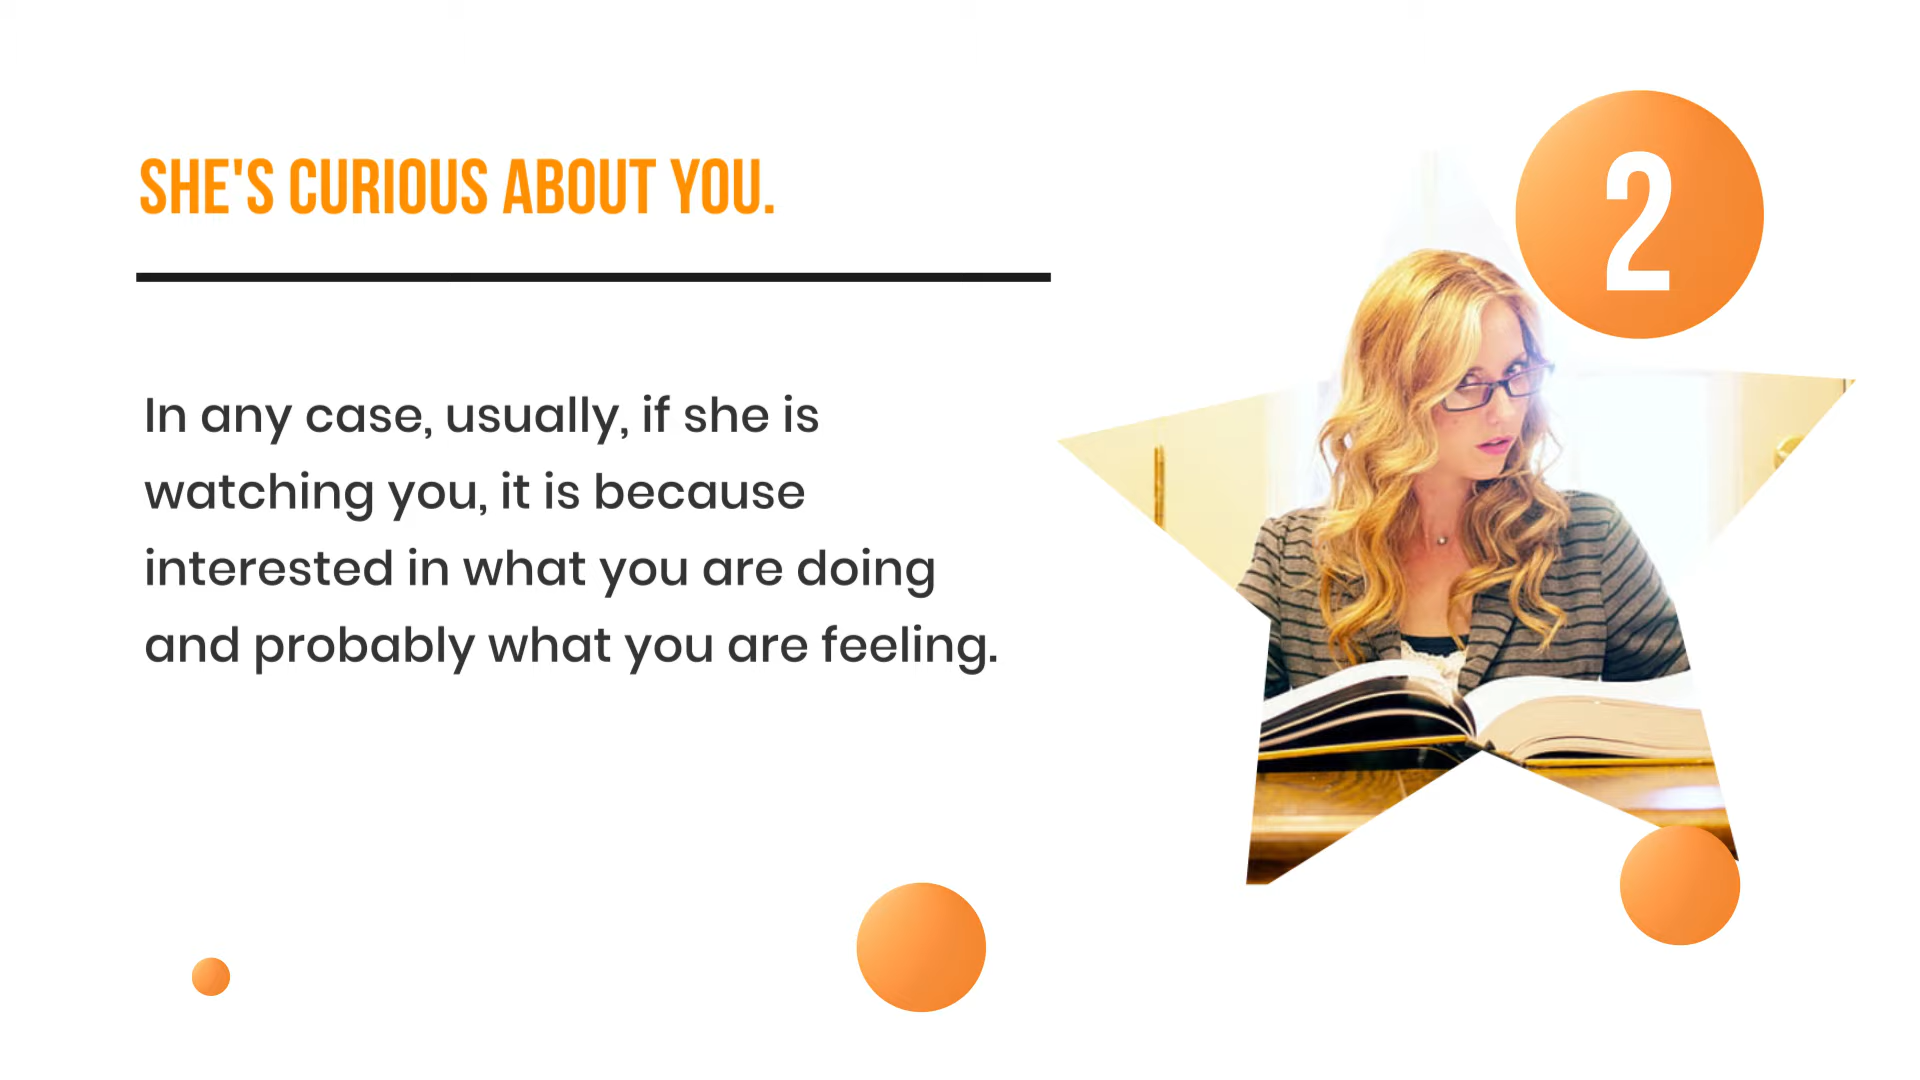 SHE'S CURIOUS ABOUT YOU.
2
In any case, usually, if she is
watching you, it is because
interested in what you are doing
and probably what you are feeling.